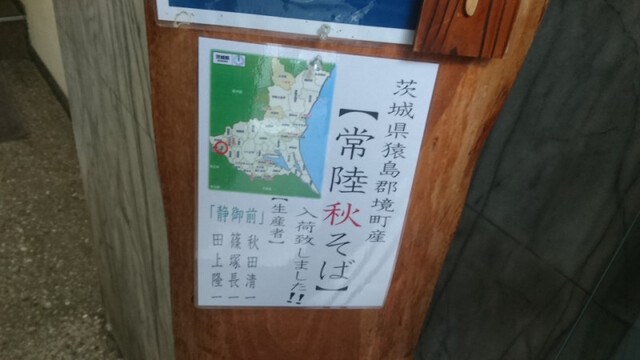 茨城県猿島郡境町産
【常陸秋そば】
入荷致しました!!
【生産者】
秋田清一
篠塚長一
田上隆一
「静御前」